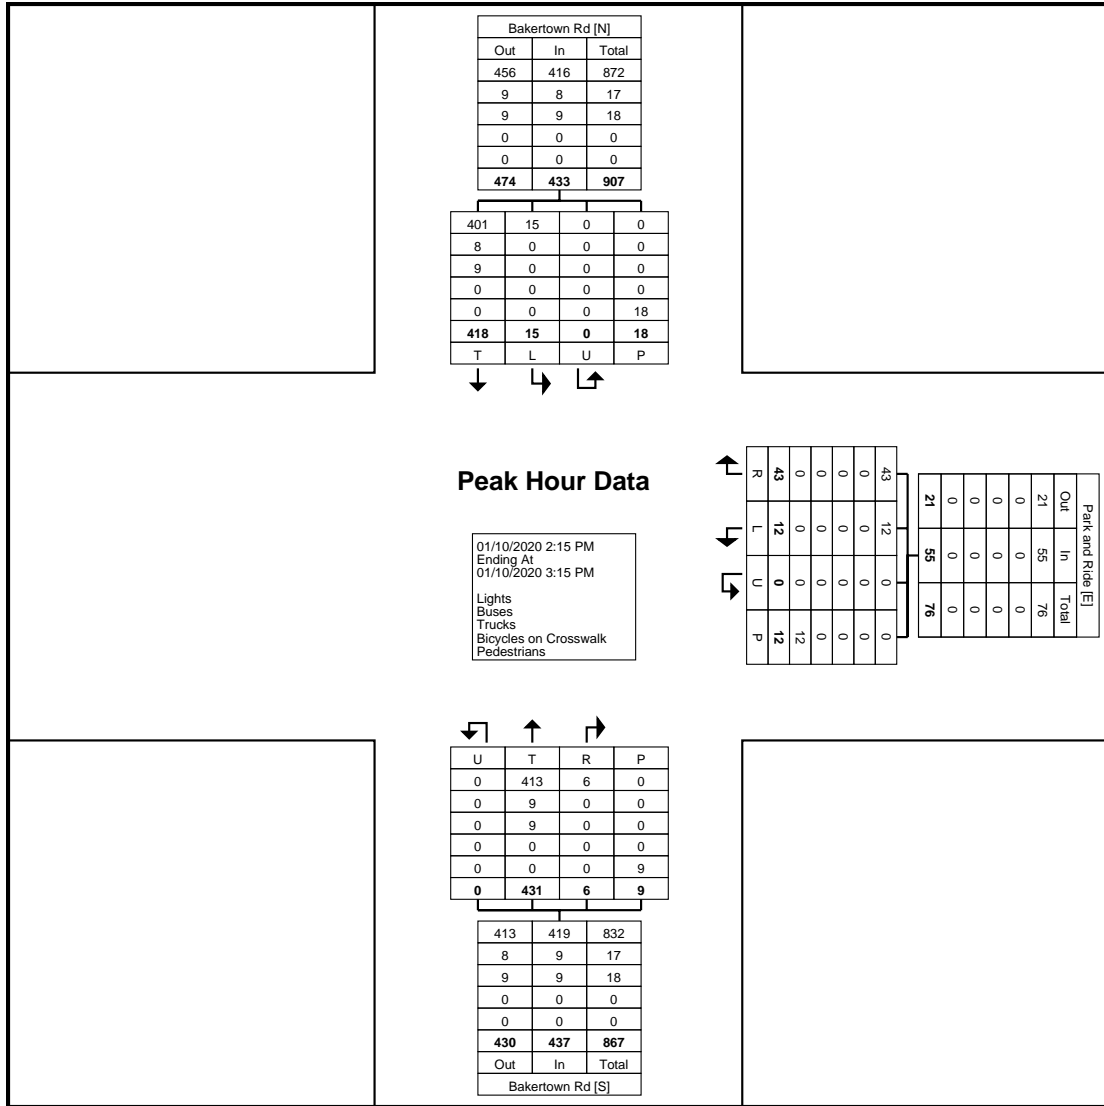 Bakertown Rd [N]
Out In Total
456 416 872
9 8 17
9 9 18
0 0 0
0 0 0
474 433 907
401 15 0 0
8 0 0 0
9 0 0 0
0 0 0 0
0 0 0 18
418 15 0 18
T L U P
Peak Hour Data
01/10/2020 2:15 PM
Ending At
01/10/2020 3:15 PM
Lights
Buses
Trucks
Bicycles on Crosswalk
Pedestrians
Park and Ride [E]
Out In Total
21 55 76
0 0 0
0 0 0
0 0 0
0 0 0
21 55 76
43 12 0 0
0 0 0 0
0 0 0 0
0 0 0 0
0 0 0 12
43 12 0 12
R L U P
U T R P
0 413 6 0
0 9 0 0
0 9 0 0
0 0 0 0
0 0 0 9
0 431 6 9
413 419 832
8 9 17
9 9 18
0 0 0
0 0 0
430 437 867
Out In Total
Bakertown Rd [S]